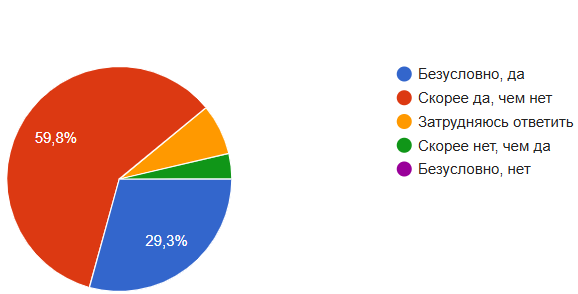 59,8%
29,3%
Безусловно, да
Скорее да, чем нет
Затрудняюсь ответить
Скорее нет, чем да
Безусловно, нет